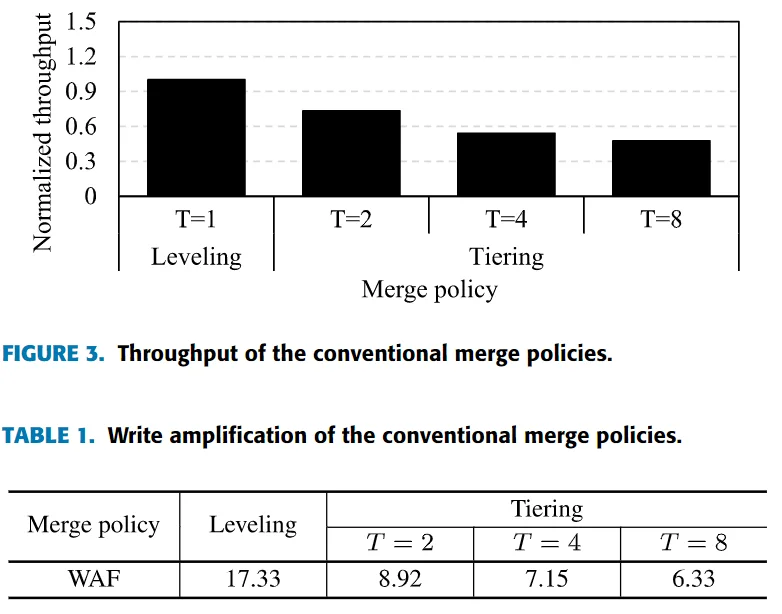 Normalized throughput
1.5
1.2
0.9
0.6
0.3
0
T=1 T=2 T=4 T=8
Leveling Tiering
Merge policy
FIGURE 3. Throughput of the conventional merge policies.
TABLE 1. Write amplification of the conventional merge policies.
Merge policy Leveling Tiering
T = 2 T = 4 T = 8
WAF 17.33 8.92 7.15 6.33